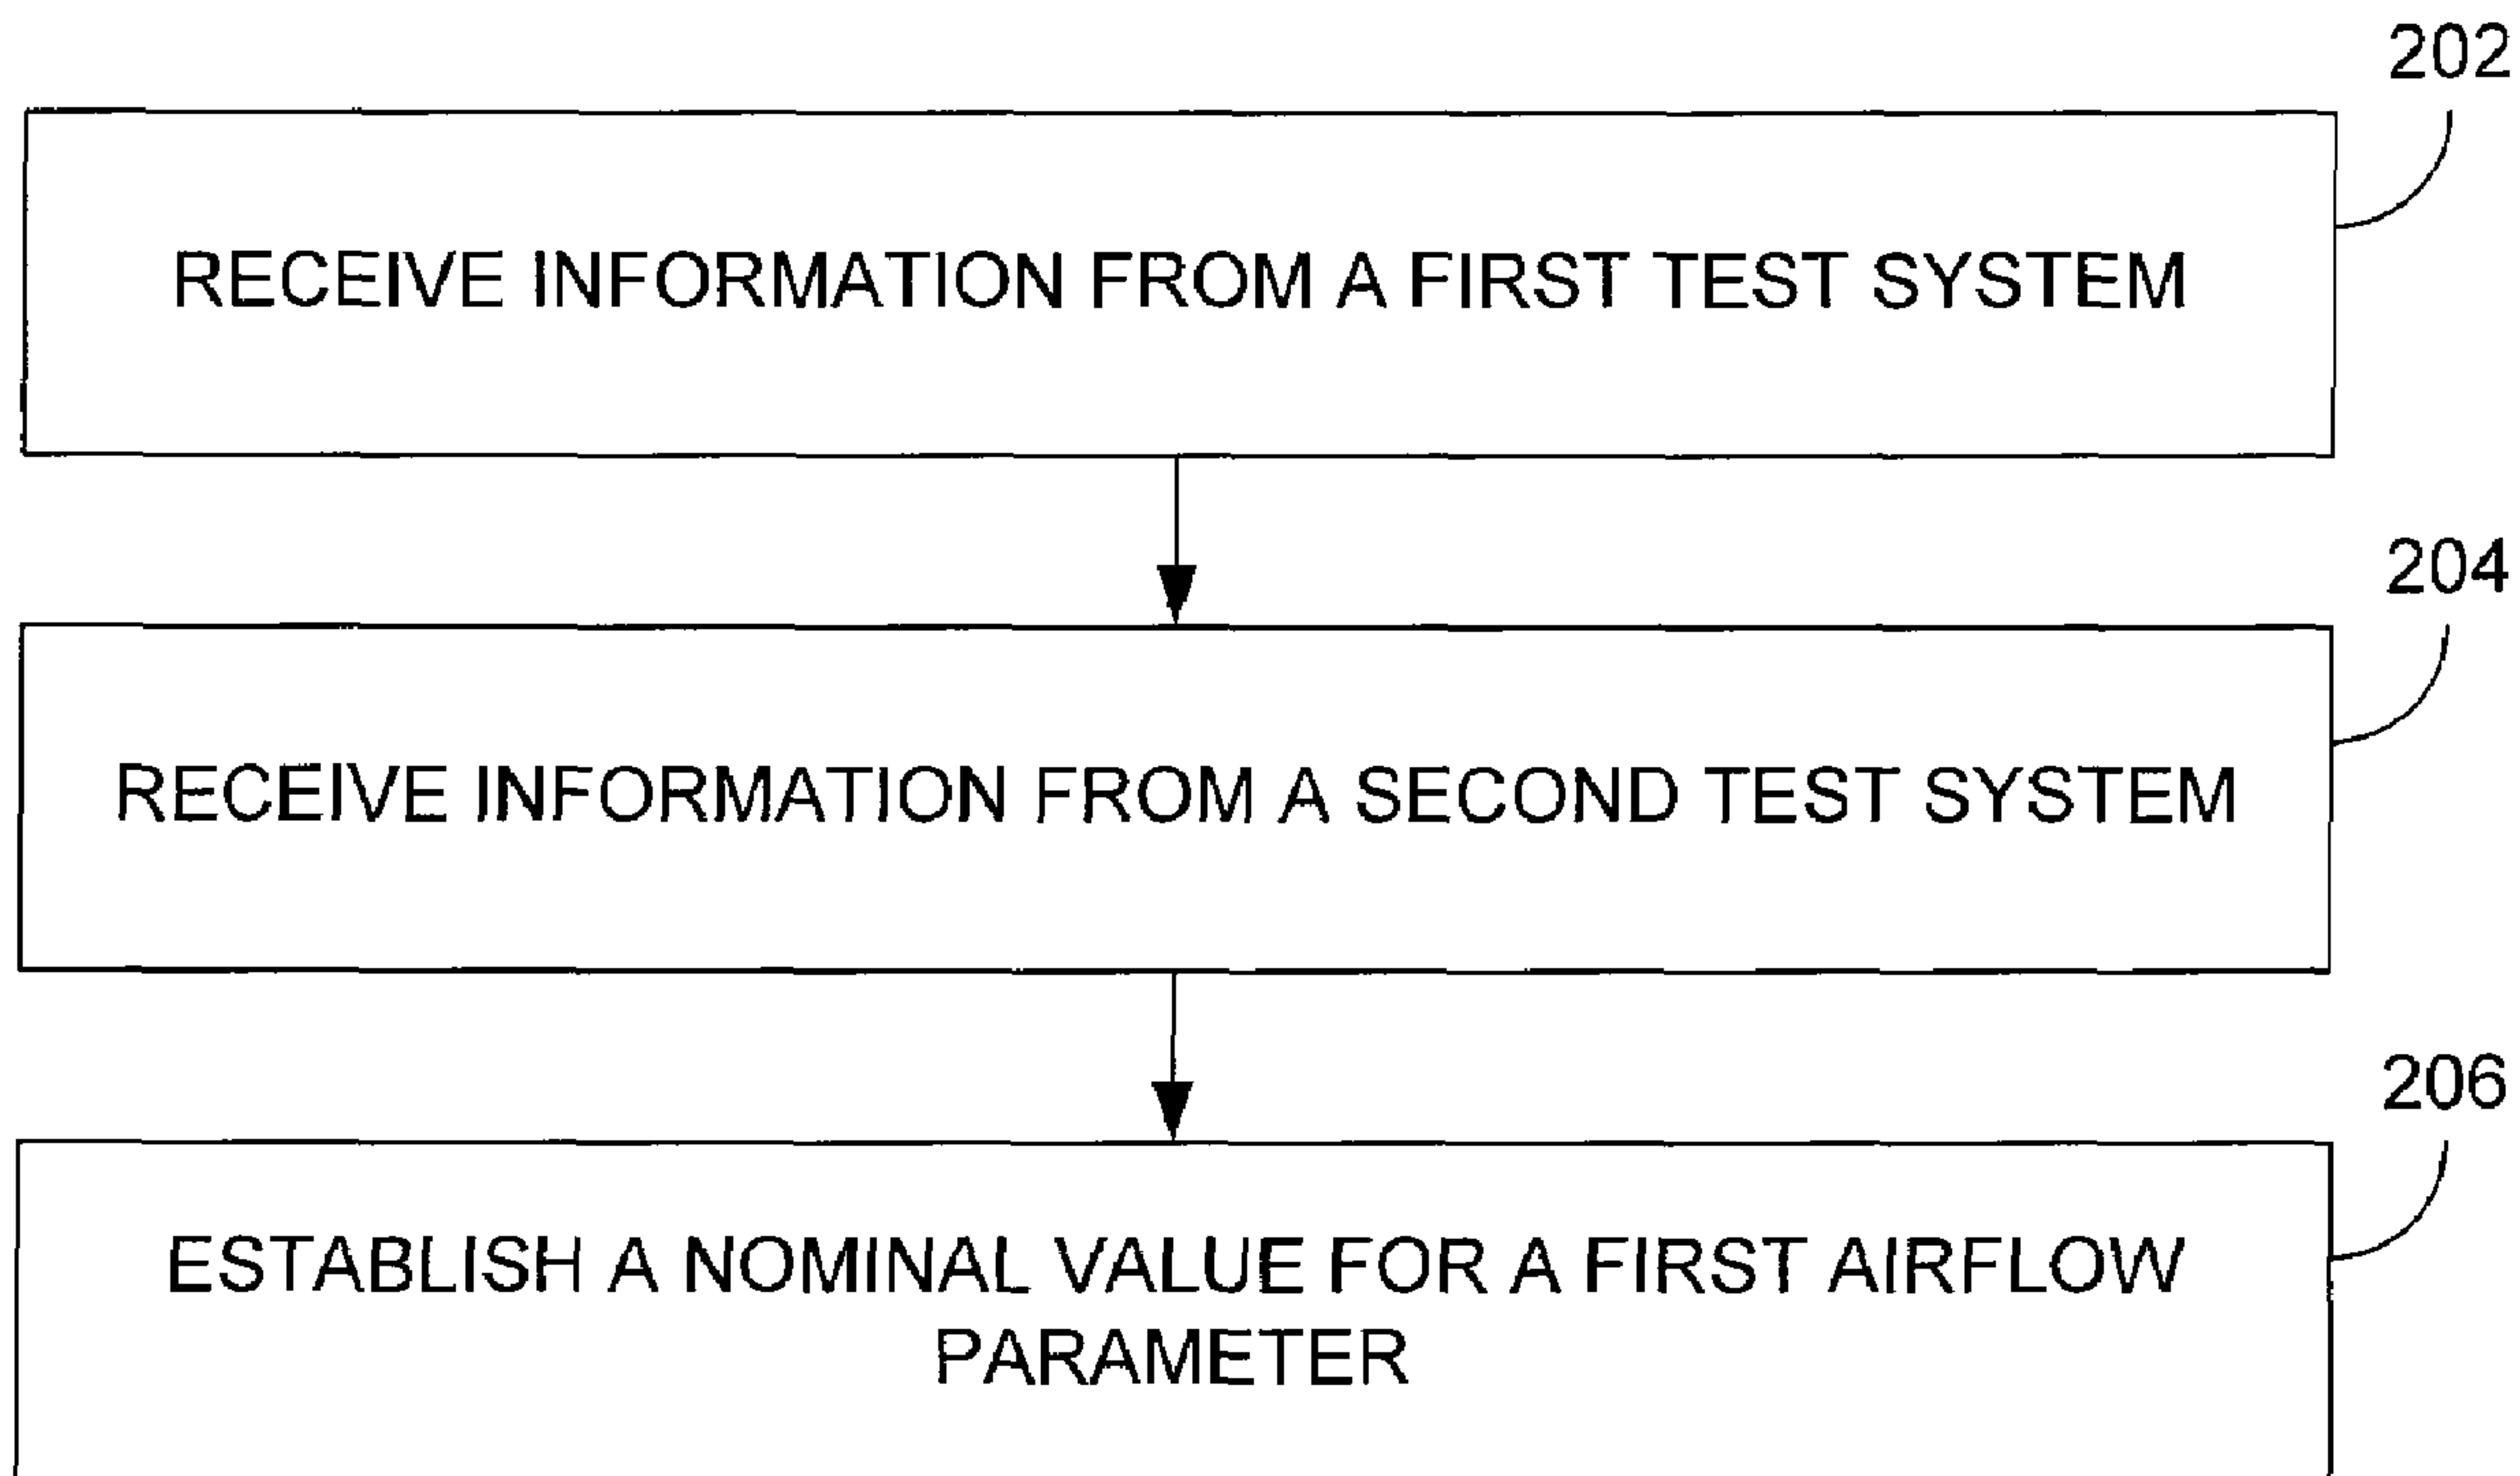 202
RECEIVE INFORMATION FROM A FIRST TEST SYSTEM
204
RECEIVE INFORMATION FROM A SECOND TEST SYSTEM
206
ESTABLISH A NOMINAL VALUE FOR A FIRST AIRFLOW
PARAMETER